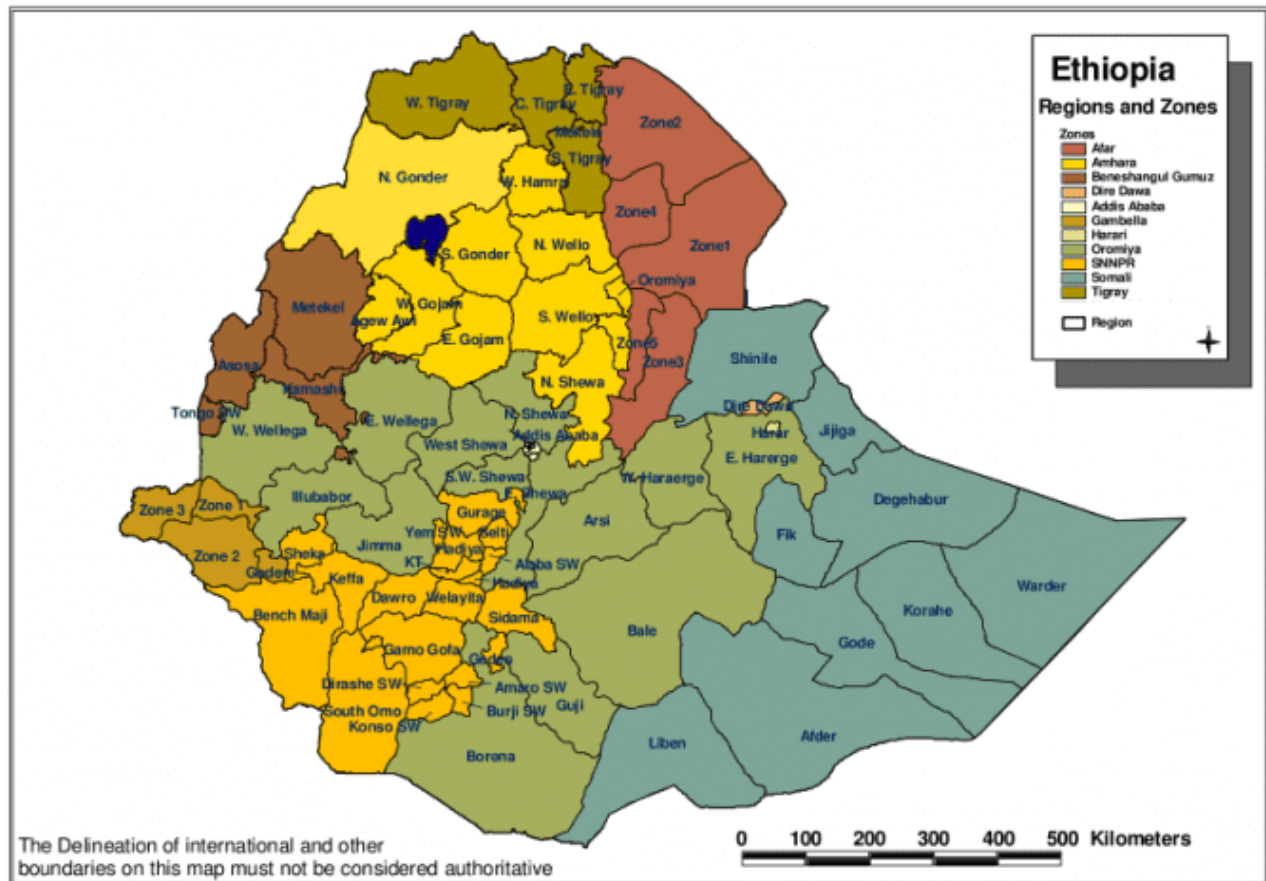 Ethiopia
Regions and Zones
Zones
Afar
Amhara
Beneshangul Gumuz
Dire Dawa
Addis Ababa
Gambella
Harari
Oromiya
SNNPR
Somali
Tigray
Region
W. Tigray
C. Tigray
E. Tigray
Mekele
S. Tigray
Zone2
N. Gonder
W. Hamra
Zone4
Zone1
S. Gonder
N. Wello
Oromiya
Metekel
W. Gojam
Agew Awi
E. Gojam
S. Wello
Zone5
Zone3
Shinile
Asosa
Kamashi
N. Shewa
Tongo SW
W. Wellega
E. Wellega
N. Shewa
Addis Ababa
West Shewa
Dire Dawa
Harar
Jijiga
S.W. Shewa
E. Shewa
W. Haraerge
E. Harerge
Degehabur
Zone 3
Zone 1
Illubabor
Gurage
Arsi
Fik
Zone 2
Sheka
Jimma
Yem SW
Selti
Hadiya
KT
Alaba SW
Hadiya
Godere
Keffa
Dawro
Welayita
Sidama
Bench Maji
Bale
Warder
Korahe
Gode
Gamo Gofa
Gedeo
Dirashe SW
Amaro SW
South Omo
Burji SW
Guji
Konso SW
Borena
Liben
Afder
The Delineation of international and other
boundaries on this map must not be considered authoritative
0 100 200 300 400 500 Kilometers